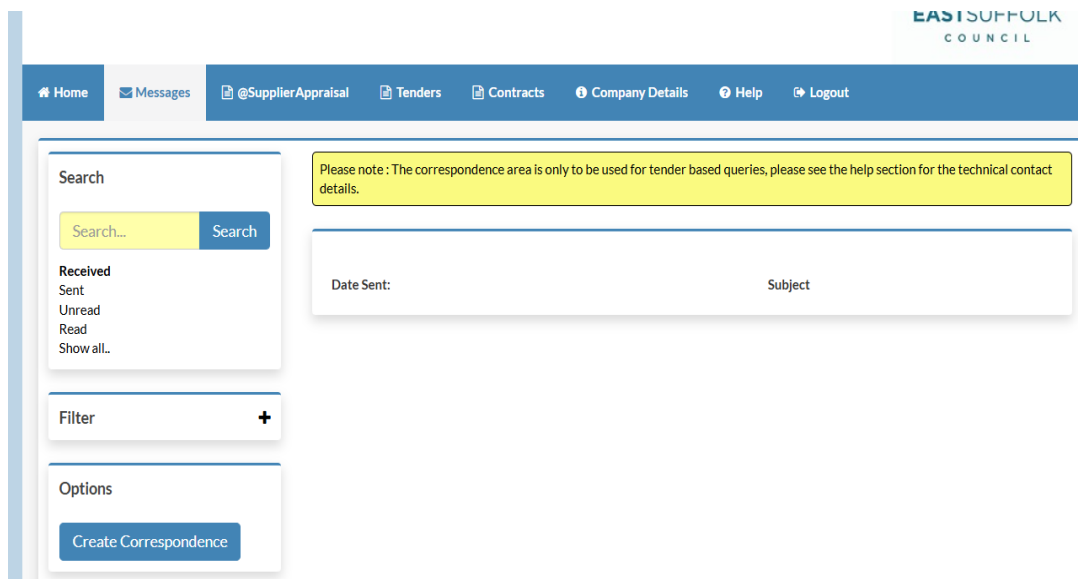 EASTSUFFOLK
COUNCIL
Home Messages @SupplierAppraisal Tenders Contracts Company Details Help Logout
Search
Search... Search
Received
Sent
Unread
Read
Show all..
Filter
Options
Create Correspondence
Please note : The correspondence area is only to be used for tender based queries, please see the help section for the technical contact
details.
Date Sent: Subject